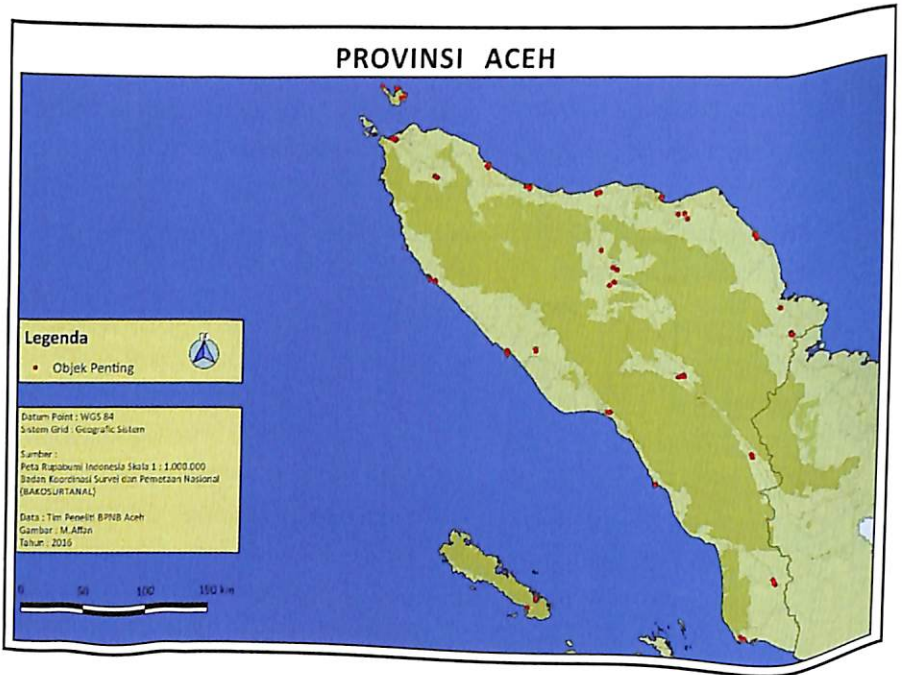 PROVINSI ACEH
Legenda
Objek Penting
Datum Point : WGS 84
Sistem Grid : Geografic Sistem
Sumber :
Peta Rupabumi Indonesia Skala 1 : 1.000.000
Badan Koordinasi Survei dan Pemetaan Nasional
(BAKOSURTANAL)
Data : Tim Peneliti BPNB Aceh
Gambar : M.Affan
Tahun : 2016
0 50 100 150 km